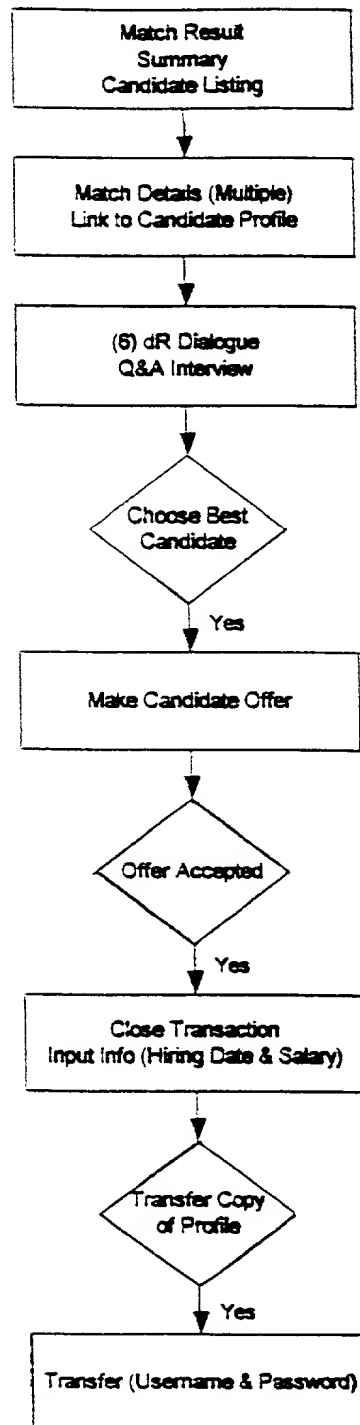 Match Result
Summary
Candidate Listing
Match Details (Multiple)
Link to Candidate Profile
(6) dR Dialogue
Q&A Interview
Choose Best
Candidate
Yes
Make Candidate Offer
Offer Accepted
Yes
Close Transaction
Input Info (Hiring Date & Salary)
Transfer Copy
of Profile
Yes
Transfer (Username & Password)